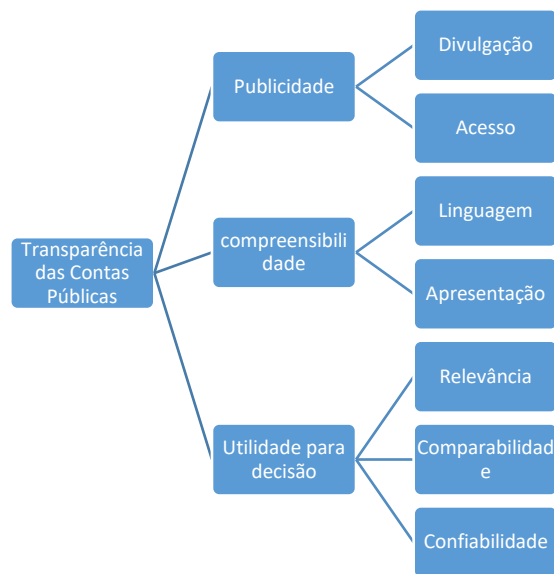 Divulgação
Publicidade
Acesso
Linguagem
compreensibili
dade
Transparência
das Contas
Públicas
Apresentação
Relevância
Utilidade para
decisão
Comparabilidad
e
Confiabilidade